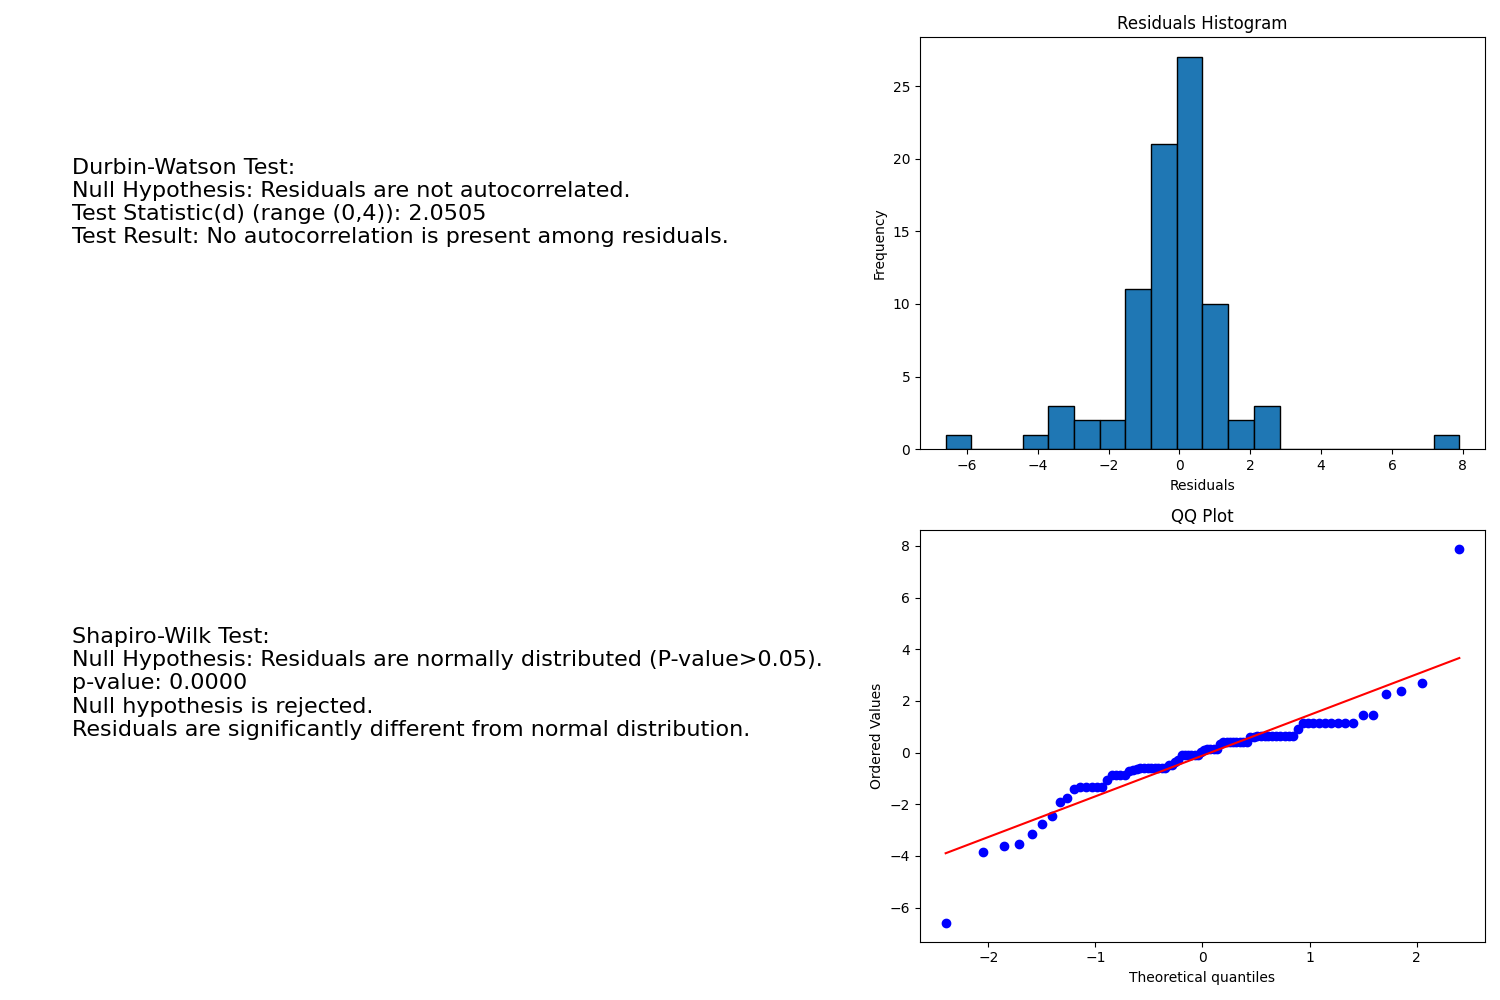 Durbin-Watson Test:
Null Hypothesis: Residuals are not autocorrelated.
Test Statistic(d) (range (0,4)): 2.0505
Test Result: No autocorrelation is present among residuals.
Residuals Histogram
25
20
15
10
5
0
Frequency
−6 −4 −2 0 2 4 6 8
Residuals
Shapiro-Wilk Test:
Null Hypothesis: Residuals are normally distributed (P-value>0.05).
p-value: 0.0000
Null hypothesis is rejected.
Residuals are significantly different from normal distribution.
QQ Plot
8
6
4
2
0
−2
−4
−6
Ordered Values
−2 −1 0 1 2
Theoretical quantiles